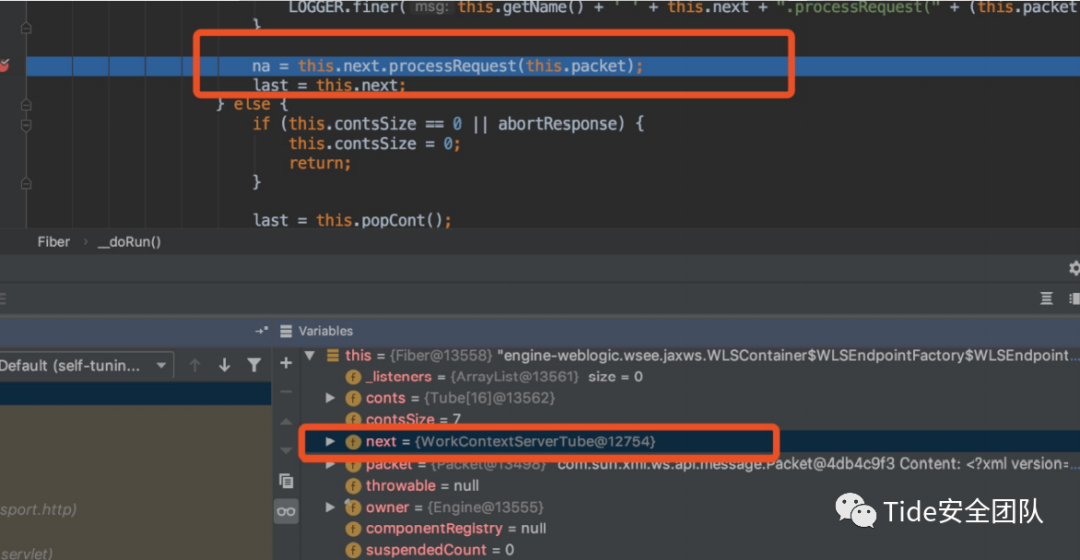 LOGGER.finer( msg: this.getName() + ' ' + this.next + ".processRequest(" + (this.packet
}
na = this.next.processRequest(this.packet);
last = this.next;
} else {
if (this.contsSize == 0 || abortResponse) {
this.contsSize = 0;
return;
}
last = this.popCont();
Fiber › __doRun()
Variables
Default (self-tunin...
this = {Fiber@13558} "engine-weblogic.wsee.jaxws.WLSContainer$WLSEndpointFactory$WLSEndpoint...
_listeners = {ArrayList@13561} size = 0
conts = {Tube[16]@13562}
contsSize = 7
next = {WorkContextServerTube@12754}
packet = {Packet@13498} "com.sun.xml.ws.api.message.Packet@4db4c9f3 Content: <?xml version=...
throwable = null
sport.http)
owner = {Engine@13555}
componentRegistry = null
servlet)
suspendedCount = 0
Tide安全团队